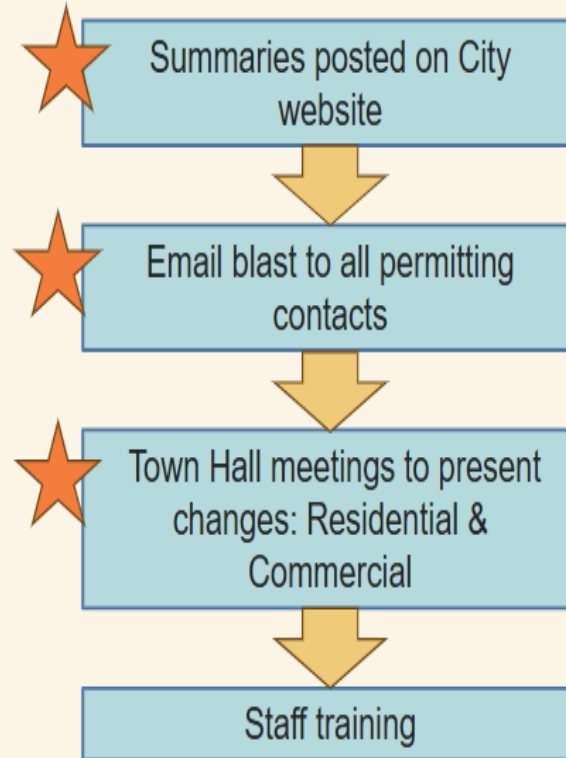 Summaries posted on City
website
Email blast to all permitting
contacts
Town Hall meetings to present
changes: Residential &
Commercial
Staff training